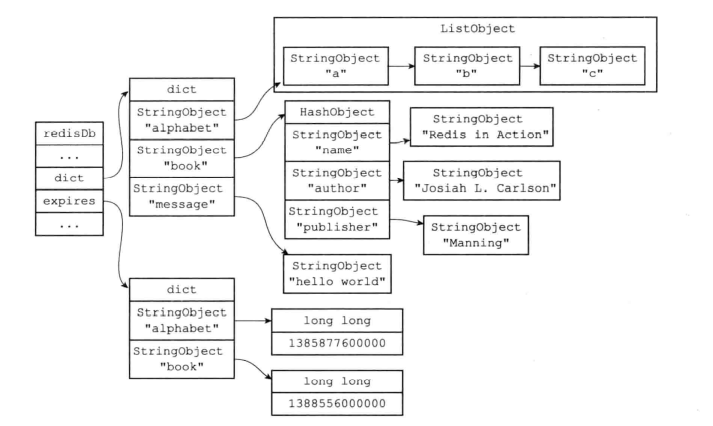 ListObject
StringObject
"a"
StringObject
"b"
StringObject
"c"
dict
StringObject
"alphabet"
StringObject
"book"
StringObject
"message"
HashObject
StringObject
"name"
StringObject
"author"
StringObject
"publisher"
StringObject
"Redis in Action"
StringObject
"Josiah L. Carlson"
StringObject
"Manning"
StringObject
"hello world"
redisDb
...
dict
expires
...
dict
StringObject
"alphabet"
StringObject
"book"
long long
1385877600000
long long
1388556000000